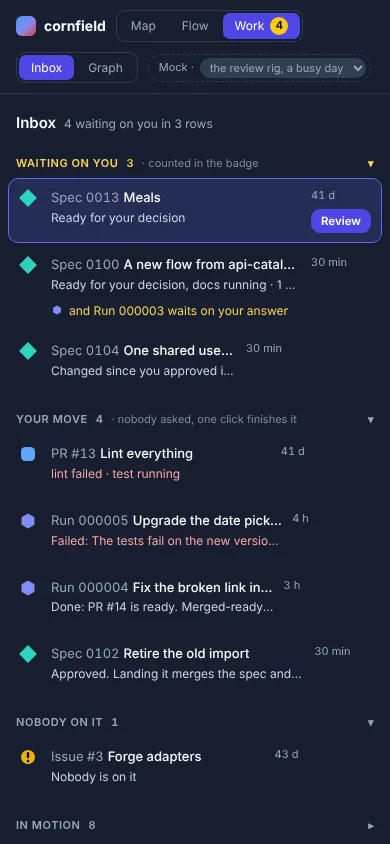 cornfield Map Flow Work 4
Inbox Graph Mock · the review rig, a busy day
Inbox 4 waiting on you in 3 rows
WAITING ON YOU 3 · counted in the badge
Spec 0013 Meals 41 d
Ready for your decision Review
Spec 0100 A new flow from api-catal... 30 min
Ready for your decision, docs running · 1 ...
and Run 000003 waits on your answer
Spec 0104 One shared use... 30 min
Changed since you approved i...
YOUR MOVE 4 · nobody asked, one click finishes it
PR #13 Lint everything 41 d
lint failed · test running
Run 000005 Upgrade the date pick... 4 h
Failed: The tests fail on the new versio...
Run 000004 Fix the broken link in... 3 h
Done: PR #14 is ready. Merged-ready...
Spec 0102 Retire the old import 30 min
Approved. Landing it merges the spec and...
NOBODY ON IT 1
Issue #3 Forge adapters 43 d
Nobody is on it
IN MOTION 8